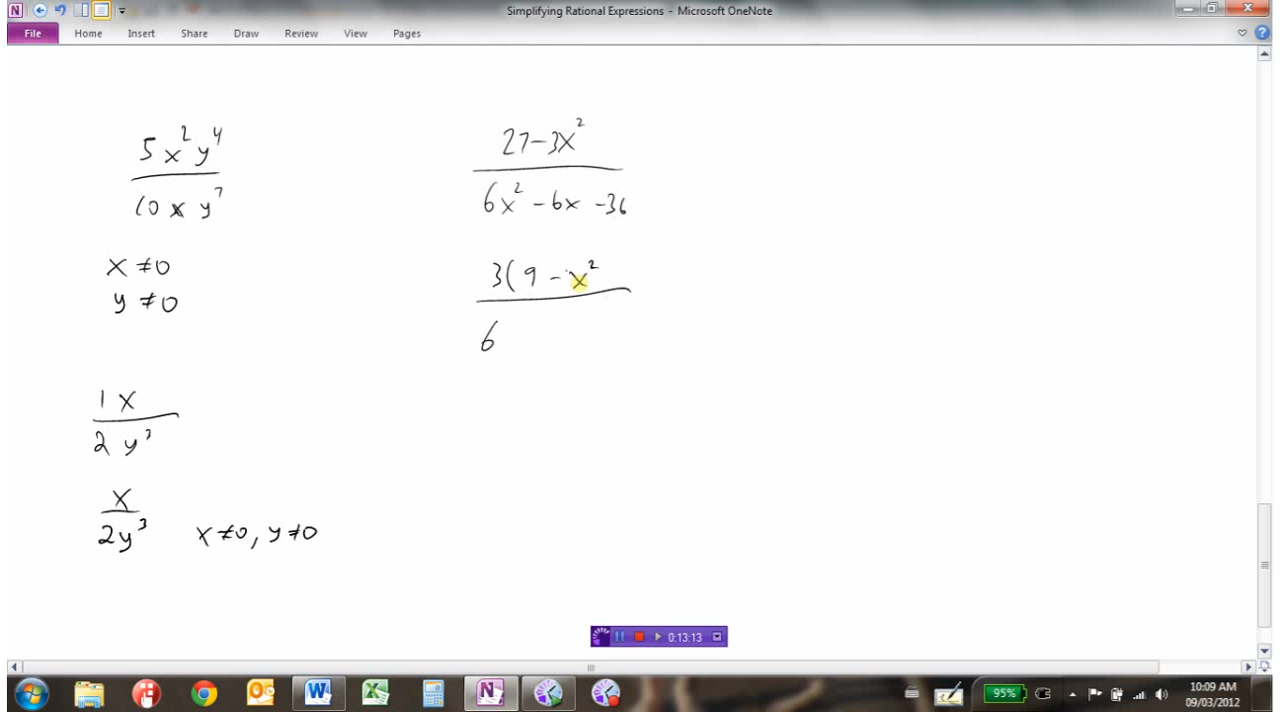 Simplifying Rational Expressions - Microsoft OneNote
File Home Insert Share Draw Review View Pages
5x²y⁴
10xy⁷
x ≠ 0
y ≠ 0
1x
2y³
x
2y³ x ≠ 0, y ≠ 0
27 - 3x²
6x² - 6x - 36
3(9 - x²
6
0:13:13
95%
10:09 AM
09/03/2012